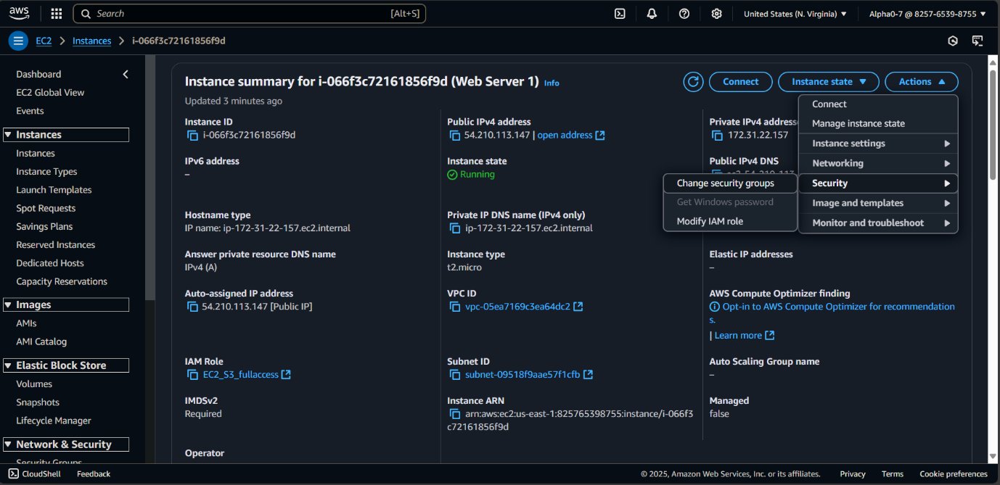 aws
Search [Alt+S]
United States (N. Virginia)
Alpha0-7 @ 8257-6539-8755
EC2 > Instances > i-066f3c72161856f9d
Dashboard
EC2 Global View
Events
Instances
Instances
Instance Types
Launch Templates
Spot Requests
Savings Plans
Reserved Instances
Dedicated Hosts
Capacity Reservations
Images
AMIs
AMI Catalog
Elastic Block Store
Volumes
Snapshots
Lifecycle Manager
Network & Security
Security Groups
Instance summary for i-066f3c72161856f9d (Web Server 1) Info
Updated 3 minutes ago
Connect
Instance state
Actions
Connect
Manage instance state
Instance settings
Networking
Security
Image and templates
Monitor and troubleshoot
Change security groups
Get Windows password
Modify IAM role
Instance ID
i-066f3c72161856f9d
Public IPv4 address
54.210.113.147 | open address
Private IPv4 addresse
172.31.22.157
IPv6 address
–
Instance state
Running
Public IPv4 DNS
ec2-54-210-113
Hostname type
IP name: ip-172-31-22-157.ec2.internal
Private IP DNS name (IPv4 only)
ip-172-31-22-157.ec2.internal
Answer private resource DNS name
IPv4 (A)
Instance type
t2.micro
Elastic IP addresses
–
Auto-assigned IP address
54.210.113.147 [Public IP]
VPC ID
vpc-05ea7169c3ea64dc2
AWS Compute Optimizer finding
Opt-in to AWS Compute Optimizer for recommendation
s.
| Learn more
IAM Role
EC2_S3_fullaccess
Subnet ID
subnet-09518f9aae57f1cfb
Auto Scaling Group name
–
IMDSv2
Required
Instance ARN
arn:aws:ec2:us-east-1:825765398755:instance/i-066f3
c72161856f9d
Managed
false
Operator
CloudShell
Feedback
© 2025, Amazon Web Services, Inc. or its affiliates.
Privacy
Terms
Cookie preferences